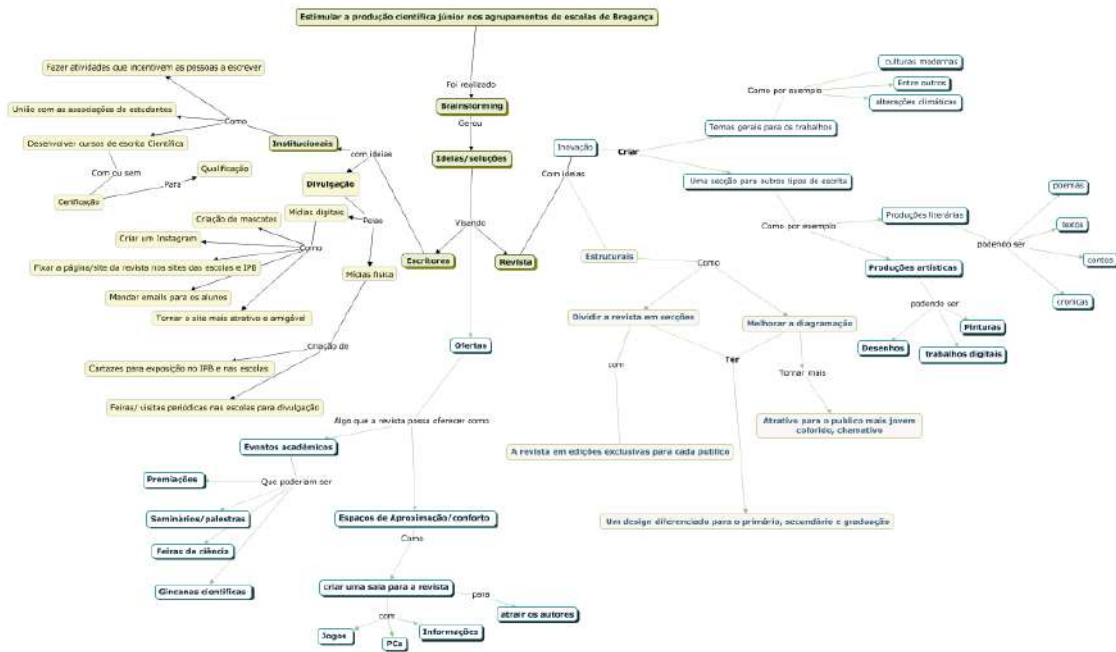 Estimular a produção científica júnior nos agrupamentos de escolas de Bragança
Foi realizado
Brainstorming
Gerou
Ideias/soluções
Visando
Escritores
Revista
Ofertas
com ideias
Institucionais
Como
Fazer atividades que incentivem as pessoas a escrever
União com as associações de estudantes
Desenvolver cursos de escrita Científica
Com ou sem
Certificação
Para
Qualificação
Divulgação
Pelas
Mídias digitais
Como
Criação de mascotes
Criar um Instagram
Fixar a página/site da revista nos sites das escolas e IPB
Mandar emails para os alunos
Tornar o site mais atrativo e amigável
Mídias física
Criação de
Cartazes para exposição no IPB e nas escolas
Feiras/ visitas periódicas nas escolas para divulgação
Com ideias
Inovação
Criar
Temas gerais para os trabalhos
Como por exemplo
culturas modernas
Entre outros
alterações climáticas
Uma secção para outros tipos de escrita
Como por exemplo
Produções literárias
podendo ser
poemas
texos
contos
crónicas
Produções artísticas
podendo ser
Desenhos
trabalhos digitais
Pinturas
Estruturais
Como
Dividir a revista em secções
com
A revista em edições exclusivas para cada publico
Melhorar a diagramação
Ter
Um design diferenciado para o primário, secundário e graduação
Tornar mais
Atrativo para o publico mais jovem
colorido, chamativo
Algo que a revista possa oferecer como
Eventos acadêmicos
Que poderiam ser
Premiações
Seminários/palestras
Feiras de ciência
Gincanas científicas
Espaços de Aproximação/conforto
Como
criar uma sala para a revista
para
atrair os autores
com
Jogos
PCs
Informações